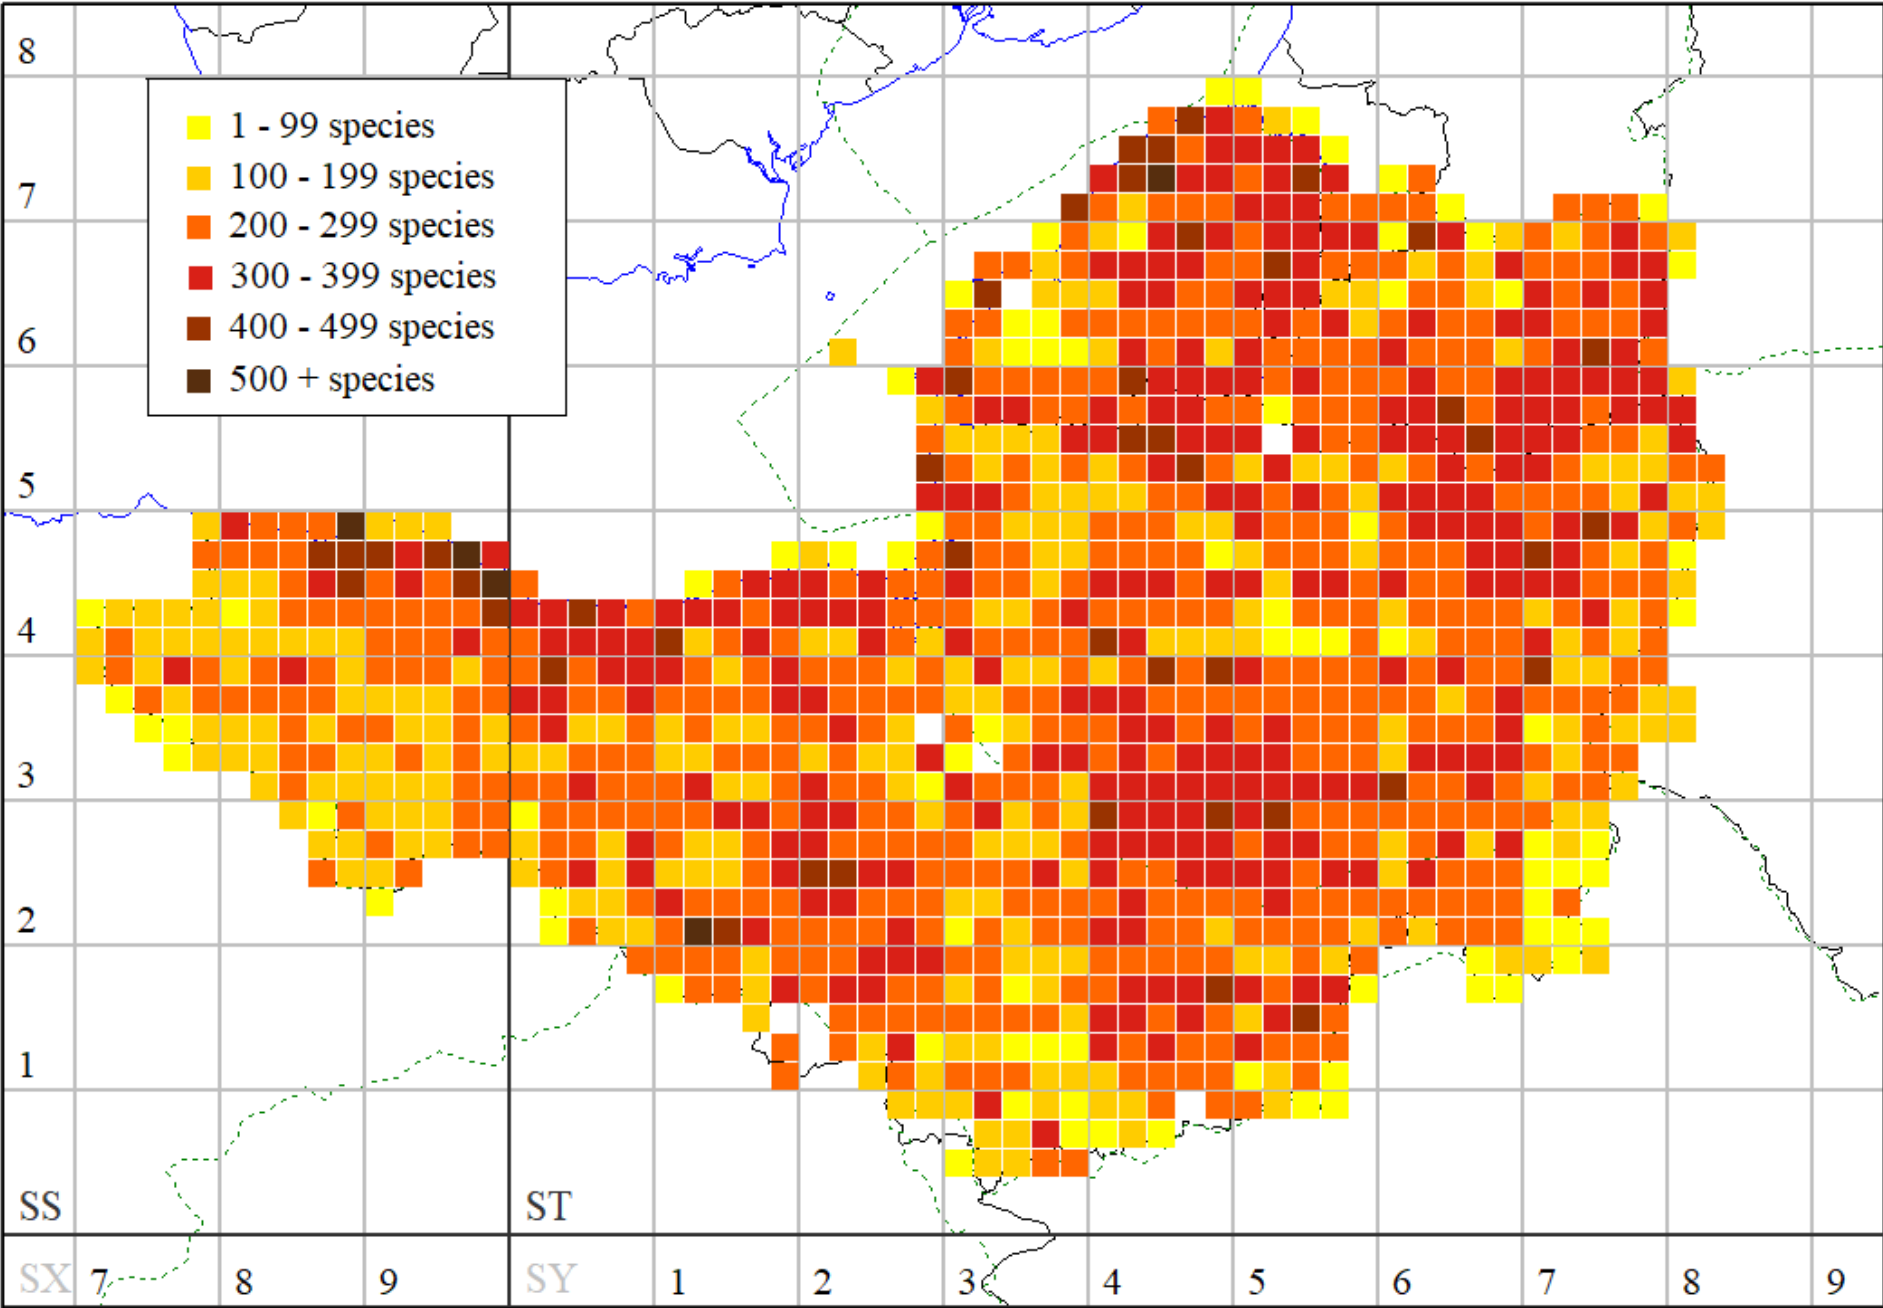 8
1 - 99 species
100 - 199 species
7
200 - 299 species
300 - 399 species
400 - 499 species
6
500 + species
5
4
3
2
1
SS ST
SX 7 8 9 SY 1 2 3 4 5 6 7 8 9